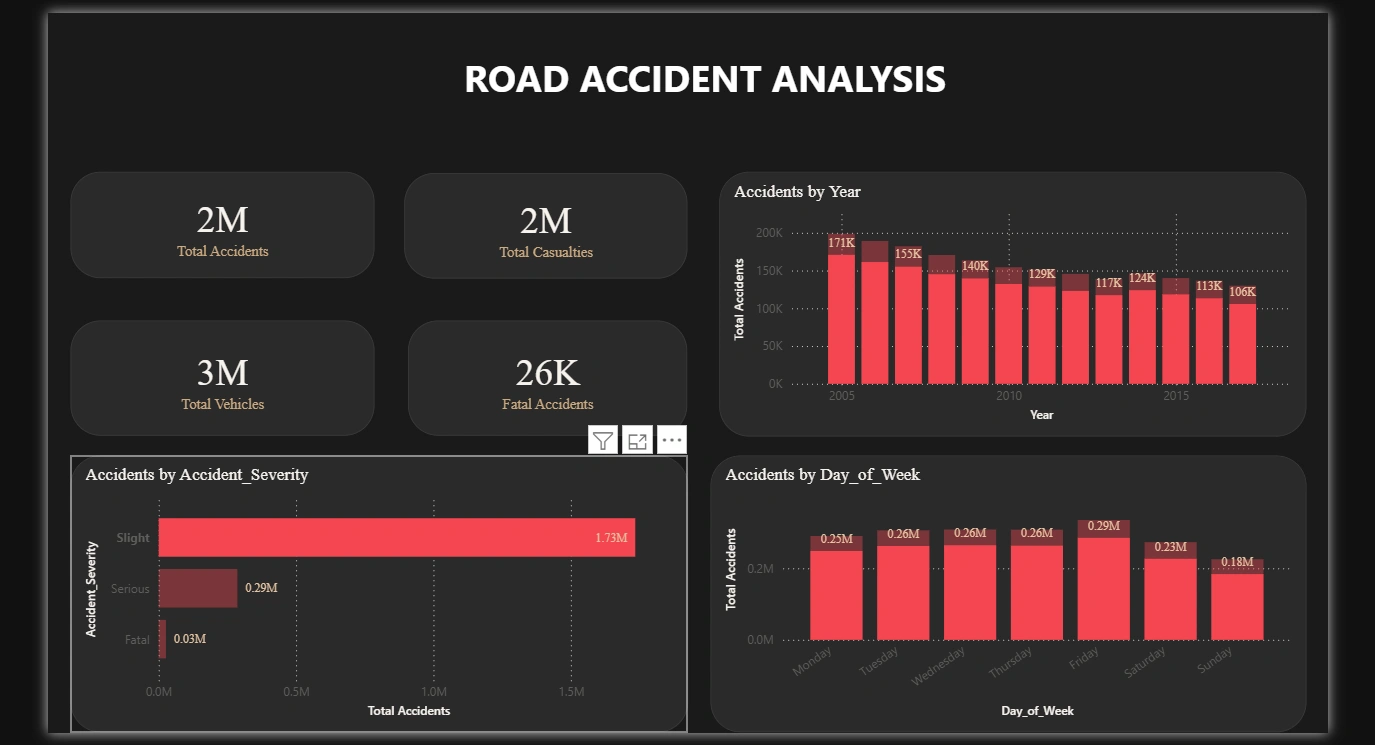 ROAD ACCIDENT ANALYSIS
2M
Total Accidents
2M
Total Casualties
3M
Total Vehicles
26K
Fatal Accidents
Accidents by Year
Total Accidents
200K
150K
100K
50K
0K
171K
155K
140K
129K
117K
124K
113K
106K
2005
2010
2015
Year
Accidents by Accident_Severity
Accident_Severity
Slight
1.73M
Serious
0.29M
Fatal
0.03M
0.0M
0.5M
1.0M
1.5M
Total Accidents
Accidents by Day_of_Week
Total Accidents
0.2M
0.0M
0.25M
0.26M
0.26M
0.26M
0.29M
0.23M
0.18M
Monday
Tuesday
Wednesday
Thursday
Friday
Saturday
Sunday
Day_of_Week